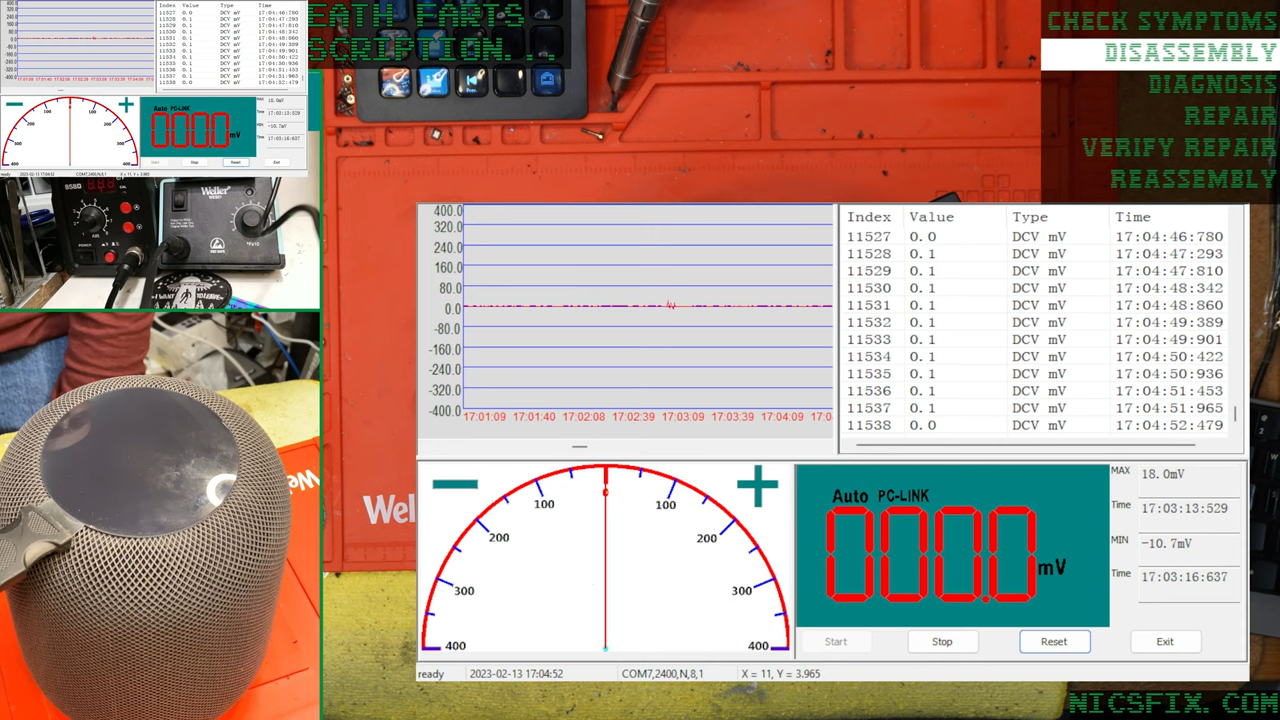 EATH PARTS
SCRIPTION. .
CHECK SYMPTOMS
DISASSEMBLY
DIAGNOSIS
REPAIR
VERIFY REPAIR
REASSEMBLY
Index Value Type Time
11527 0.0 DCV mV 17:04:46:780
11528 0.1 DCV mV 17:04:47:293
11529 0.1 DCV mV 17:04:47:810
11530 0.1 DCV mV 17:04:48:342
11531 0.1 DCV mV 17:04:48:860
11532 0.1 DCV mV 17:04:49:389
11533 0.1 DCV mV 17:04:49:901
11534 0.1 DCV mV 17:04:50:422
11535 0.1 DCV mV 17:04:50:936
11536 0.1 DCV mV 17:04:51:453
11537 0.1 DCV mV 17:04:51:965
11538 0.0 DCV mV 17:04:52:479
400.0
320.0
240.0
160.0
80.0
0.0
-80.0
-160.0
-240.0
-320.0
-400.0
17:01:09 17:01:40 17:02:08 17:02:39 17:03:09 17:03:39 17:04:09 17:0
400 300 200 100 100 200 300 400
Auto PC-LINK
000.0 mV
MAX 18.0mV
Time 17:03:13:529
MIN -10.7mV
Time 17:03:16:637
Start Stop Reset Exit
ready 2023-02-13 17:04:52 COM7,2400,N,8,1 X = 11, Y = 3.965
858D
AIR
POWER
Weller
I WANT TO LEAVE
Wel
We
NICSFIX.COM